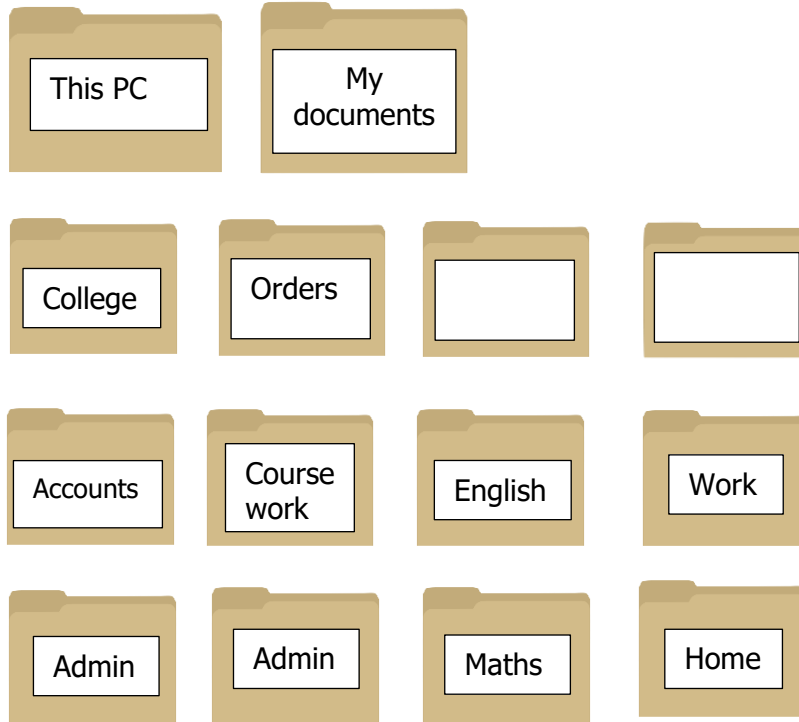 This PC
My
documents
College
Orders
Accounts
Course
work
English
Work
Admin
Admin
Maths
Home